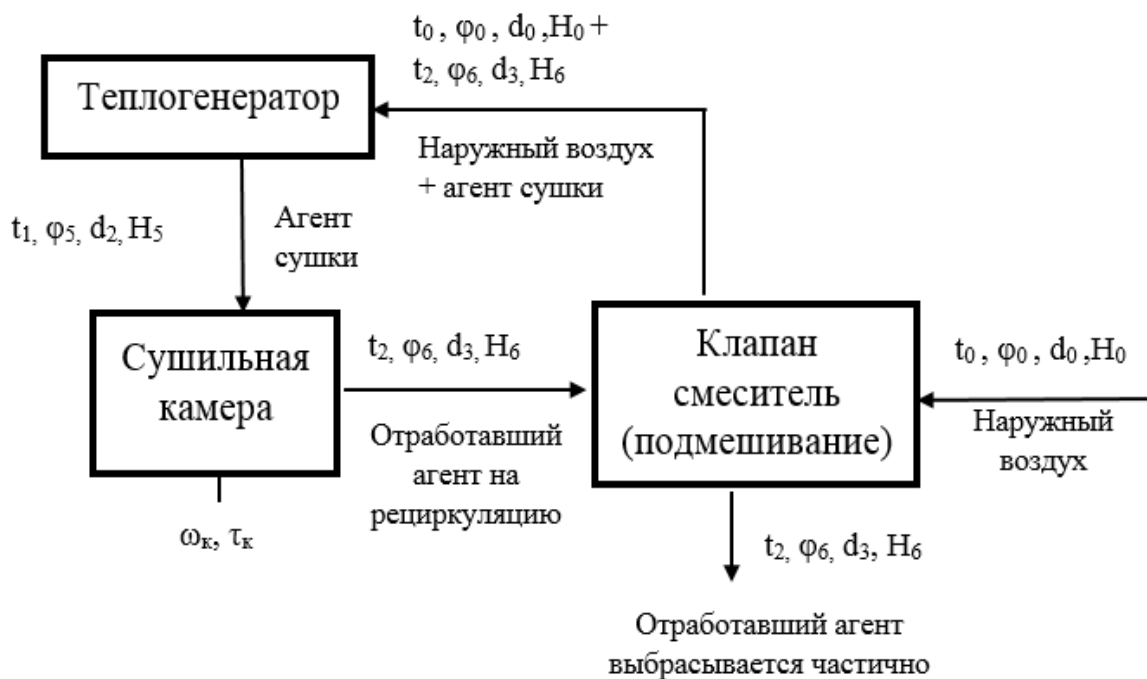 t₀ , φ₀ , d₀ ,H₀ +
t₂, φ₆, d₃, H₆
Теплогенератор
Наружный воздух
+ агент сушки
t₁, φ₅, d₂, H₅
Агент
сушки
Сушильная
камера
t₂, φ₆, d₃, H₆
Отработавший
агент на
рециркуляцию
Клапан
смеситель
(подмешивание)
t₀ , φ₀ , d₀ ,H₀
Наружный
воздух
ωк, τк
t₂, φ₆, d₃, H₆
Отработавший агент
выбрасывается частично